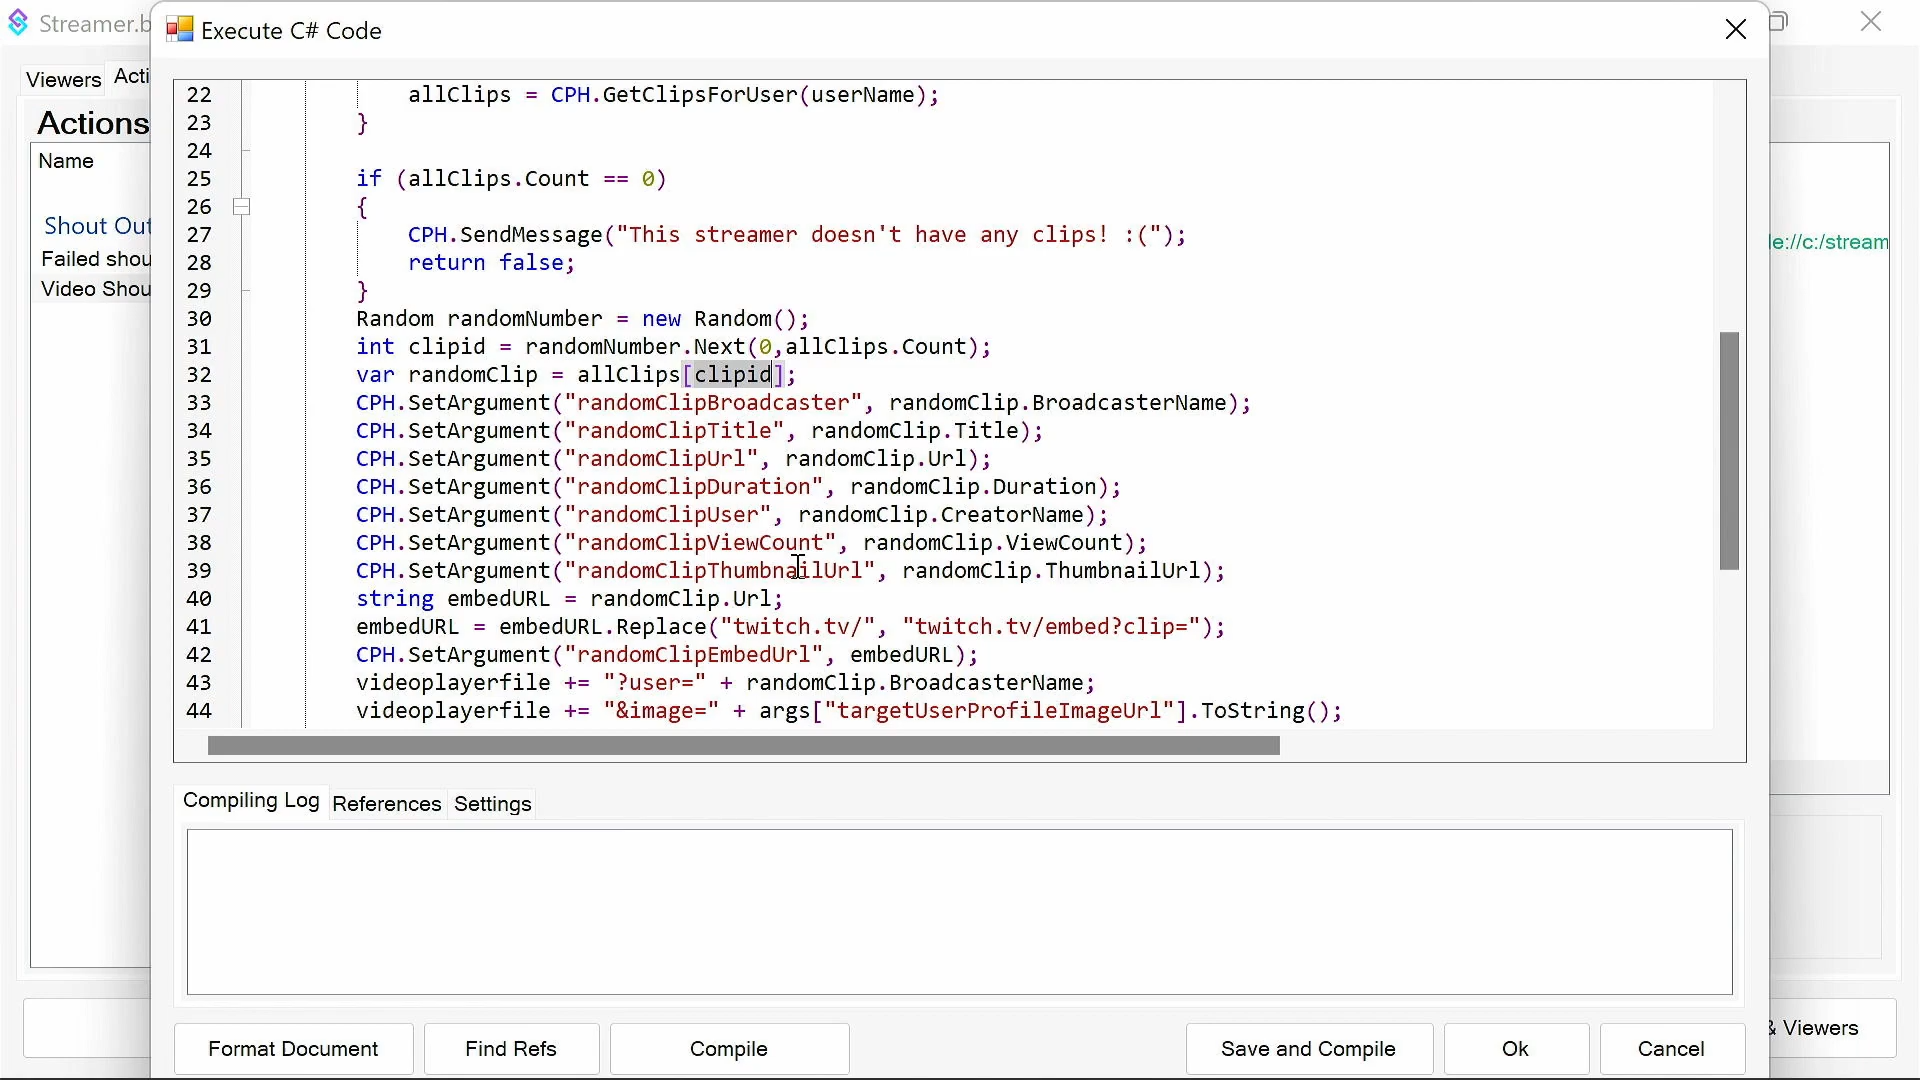 Streamer.b
Execute C# Code
Viewers
Acti
Actions
Name
Shout Out
Failed shou
Video Shou
22 allClips = CPH.GetClipsForUser(userName);
23 }
24
25 if (allClips.Count == 0)
26 {
27 CPH.SendMessage("This streamer doesn't have any clips! :(");
28 return false;
29 }
30 Random randomNumber = new Random();
31 int clipid = randomNumber.Next(0,allClips.Count);
32 var randomClip = allClips[clipid];
33 CPH.SetArgument("randomClipBroadcaster", randomClip.BroadcasterName);
34 CPH.SetArgument("randomClipTitle", randomClip.Title);
35 CPH.SetArgument("randomClipUrl", randomClip.Url);
36 CPH.SetArgument("randomClipDuration", randomClip.Duration);
37 CPH.SetArgument("randomClipUser", randomClip.CreatorName);
38 CPH.SetArgument("randomClipViewCount", randomClip.ViewCount);
39 CPH.SetArgument("randomClipThumbnailUrl", randomClip.ThumbnailUrl);
40 string embedURL = randomClip.Url;
41 embedURL = embedURL.Replace("twitch.tv/", "twitch.tv/embed?clip=");
42 CPH.SetArgument("randomClipEmbedUrl", embedURL);
43 videoplayerfile += "?user=" + randomClip.BroadcasterName;
44 videoplayerfile += "&image=" + args["targetUserProfileImageUrl"].ToString();
le://c:/stream
Compiling Log
References
Settings
Format Document
Find Refs
Compile
Save and Compile
Ok
Cancel
& Viewers